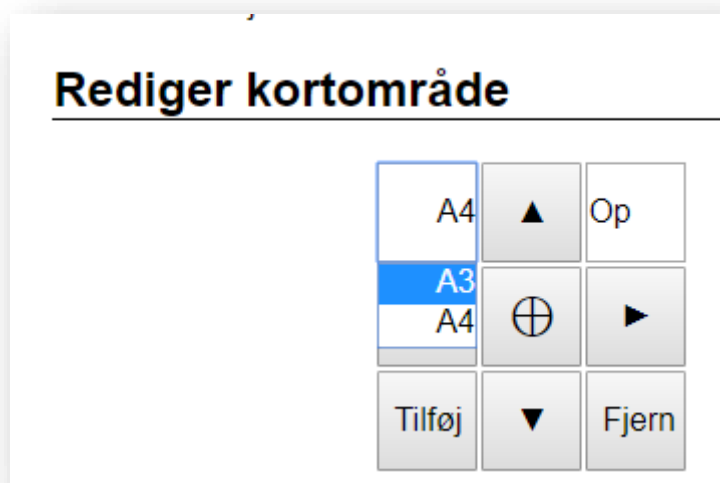 Rediger kortområde
A4 ▲ Op
A3
A4 ⊕ ►
Tilføj ▼ Fjern